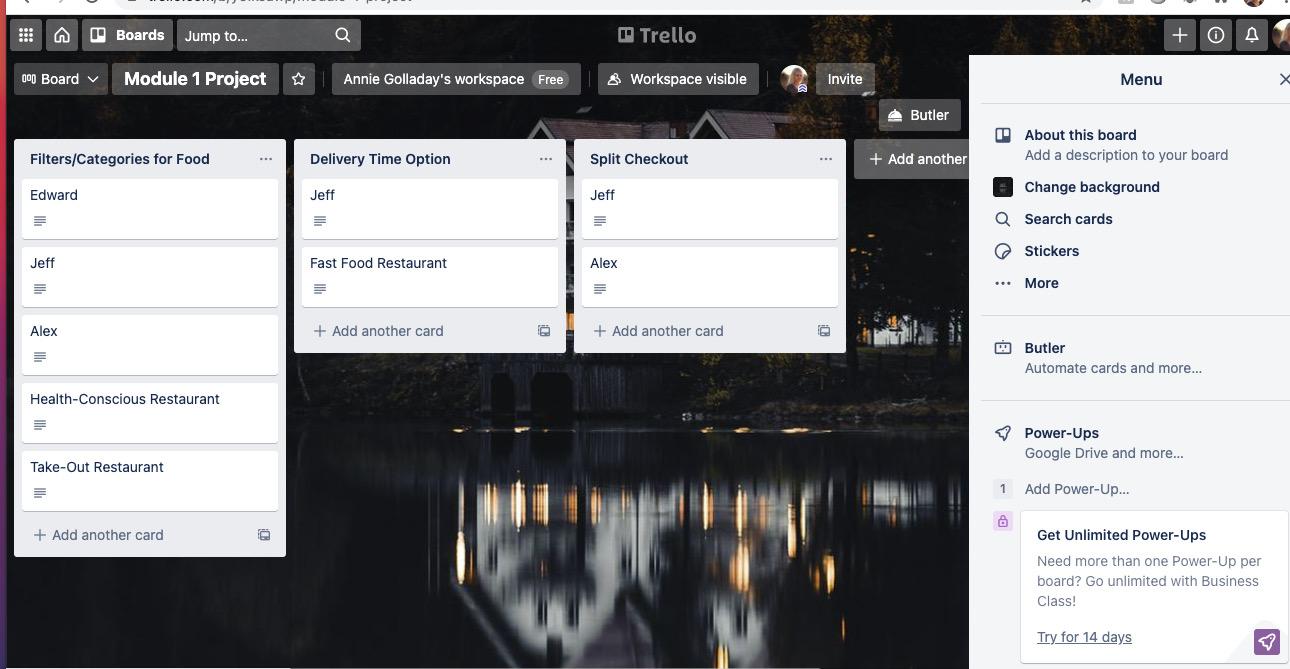 Boards
Jump to...
Trello
Board
Module 1 Project
Annie Golladay's workspace
Free
Workspace visible
Invite
Butler
Filters/Categories for Food
Edward
Jeff
Alex
Health-Conscious Restaurant
Take-Out Restaurant
Add another card
Delivery Time Option
Jeff
Fast Food Restaurant
Add another card
Split Checkout
Jeff
Alex
Add another card
Add another
Menu
About this board
Add a description to your board
Change background
Search cards
Stickers
More
Butler
Automate cards and more...
Power-Ups
Google Drive and more...
1
Add Power-Up...
Get Unlimited Power-Ups
Need more than one Power-Up per
board? Go unlimited with Business
Class!
Try for 14 days